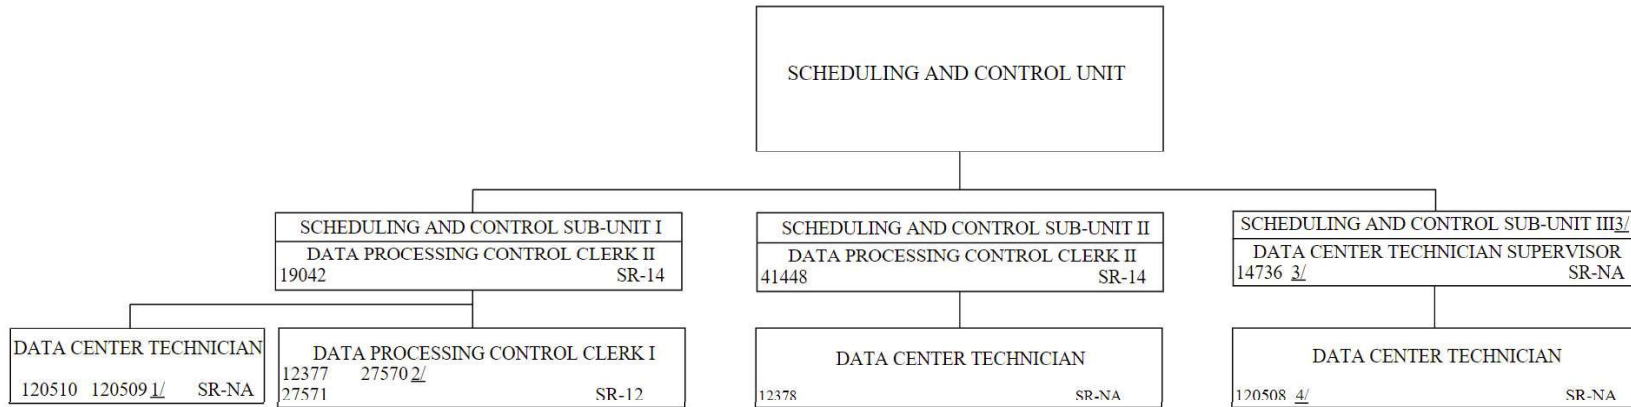 SCHEDULING AND CONTROL UNIT
SCHEDULING AND CONTROL SUB-UNIT I
DATA PROCESSING CONTROL CLERK II
19042 SR-14
SCHEDULING AND CONTROL SUB-UNIT II
DATA PROCESSING CONTROL CLERK II
41448 SR-14
SCHEDULING AND CONTROL SUB-UNIT III3/
DATA CENTER TECHNICIAN SUPERVISOR
14736 3/ SR-NA
DATA CENTER TECHNICIAN
120510 120509 1/ SR-NA
DATA PROCESSING CONTROL CLERK I
12377 27570 2/
27571 SR-12
DATA CENTER TECHNICIAN
12378 SR-NA
DATA CENTER TECHNICIAN
120508 4/ SR-NA